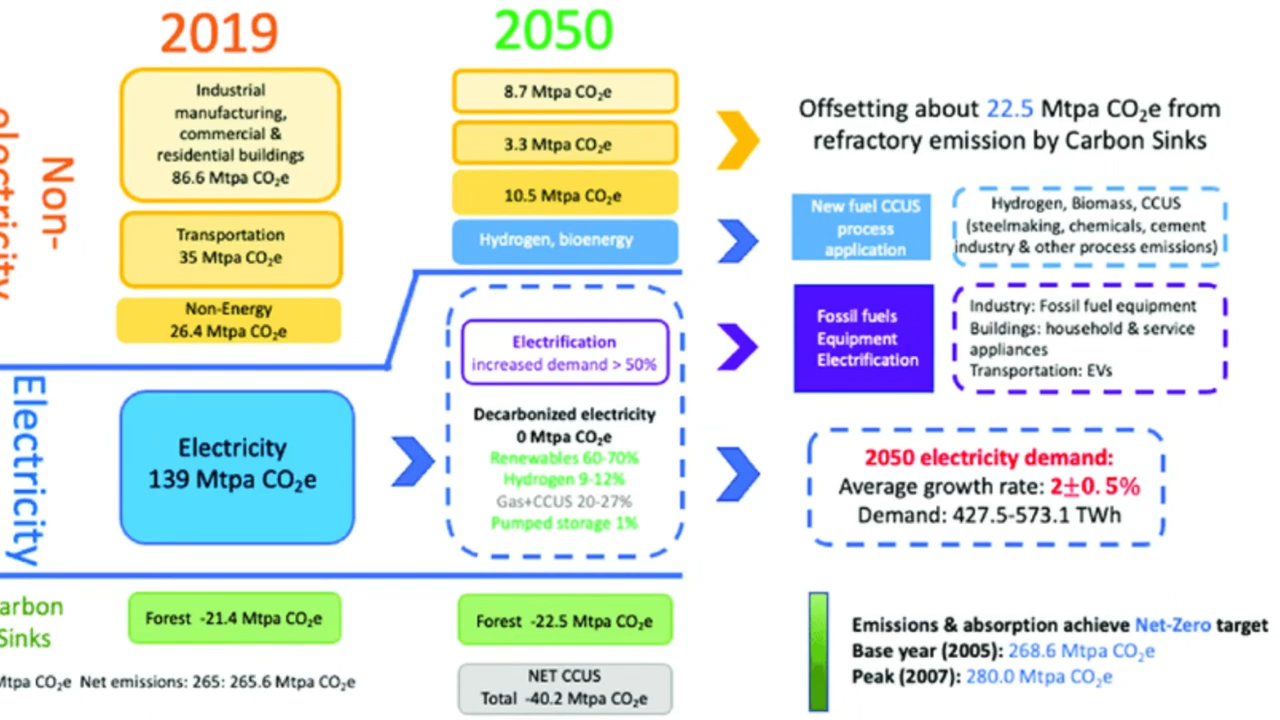 2019
2050
Non-
electricity
Industrial
manufacturing,
commercial &
residential buildings
86.6 Mtpa CO₂e
Transportation
35 Mtpa CO₂e
Non-Energy
26.4 Mtpa CO₂e
8.7 Mtpa CO₂e
3.3 Mtpa CO₂e
10.5 Mtpa CO₂e
Hydrogen, bioenergy
Offsetting about 22.5 Mtpa CO₂e from
refractory emission by Carbon Sinks
New fuel CCUS
process
application
Hydrogen, Biomass, CCUS
(steelmaking, chemicals, cement
industry & other process emissions)
Electricity
Electricity
139 Mtpa CO₂e
Electrification
increased demand > 50%
Decarbonized electricity
0 Mtpa CO₂e
Renewables 60-70%
Hydrogen 9-12%
Gas+CCUS 20-27%
Pumped storage 1%
Fossil fuels
Equipment
Electrification
Industry: Fossil fuel equipment
Buildings: household & service
appliances
Transportation: EVs
2050 electricity demand:
Average growth rate: 2±0.5%
Demand: 427.5-573.1 TWh
arbon
Sinks
Forest -21.4 Mtpa CO₂e
Forest -22.5 Mtpa CO₂e
NET CCUS
Total -40.2 Mtpa CO₂e
Mtpa CO₂e Net emissions: 265: 265.6 Mtpa CO₂e
Emissions & absorption achieve Net-Zero target
Base year (2005): 268.6 Mtpa CO₂e
Peak (2007): 280.0 Mtpa CO₂e